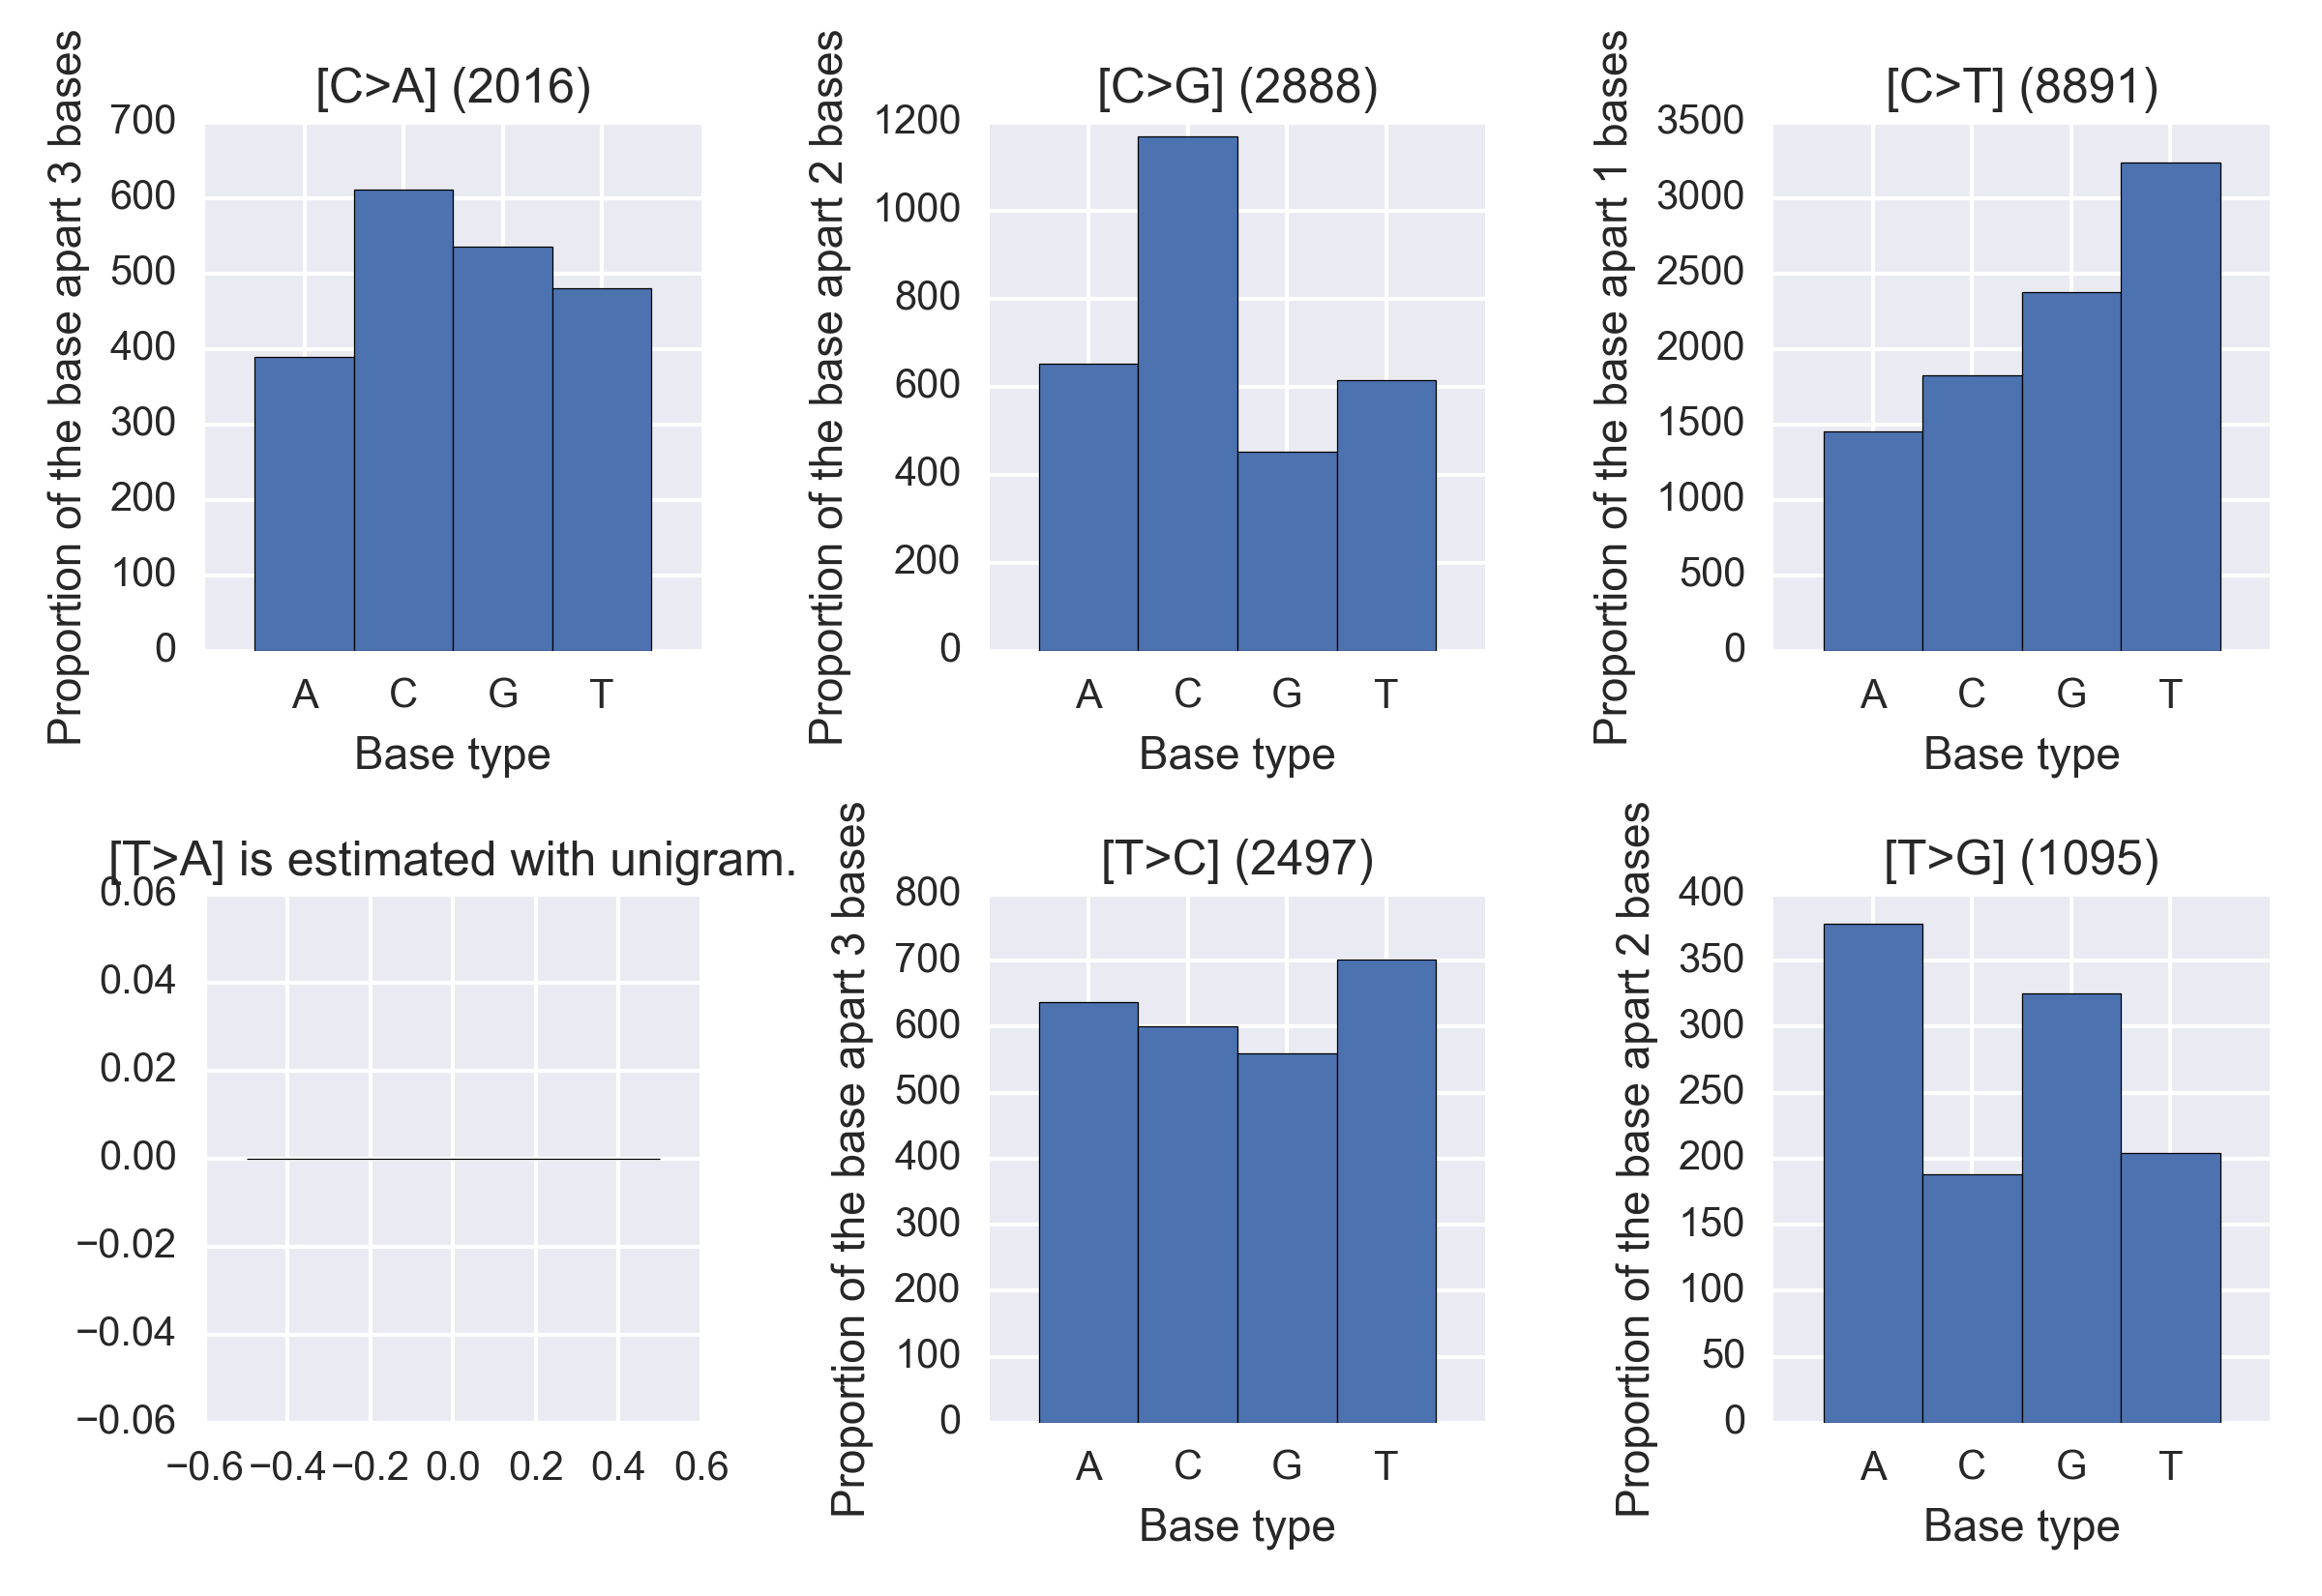 [C>A] (2016)
Proportion of the base apart 3 bases
700
600
500
400
300
200
100
0
A C G T
Base type
[C>G] (2888)
Proportion of the base apart 2 bases
1200
1000
800
600
400
200
0
A C G T
Base type
[C>T] (8891)
Proportion of the base apart 1 bases
3500
3000
2500
2000
1500
1000
500
0
A C G T
Base type
[T>A] is estimated with unigram.
0.06
0.04
0.02
0.00
−0.02
−0.04
−0.06
−0.6 −0.4 −0.2 0.0 0.2 0.4 0.6
[T>C] (2497)
Proportion of the base apart 3 bases
800
700
600
500
400
300
200
100
0
A C G T
Base type
[T>G] (1095)
Proportion of the base apart 2 bases
400
350
300
250
200
150
100
50
0
A C G T
Base type